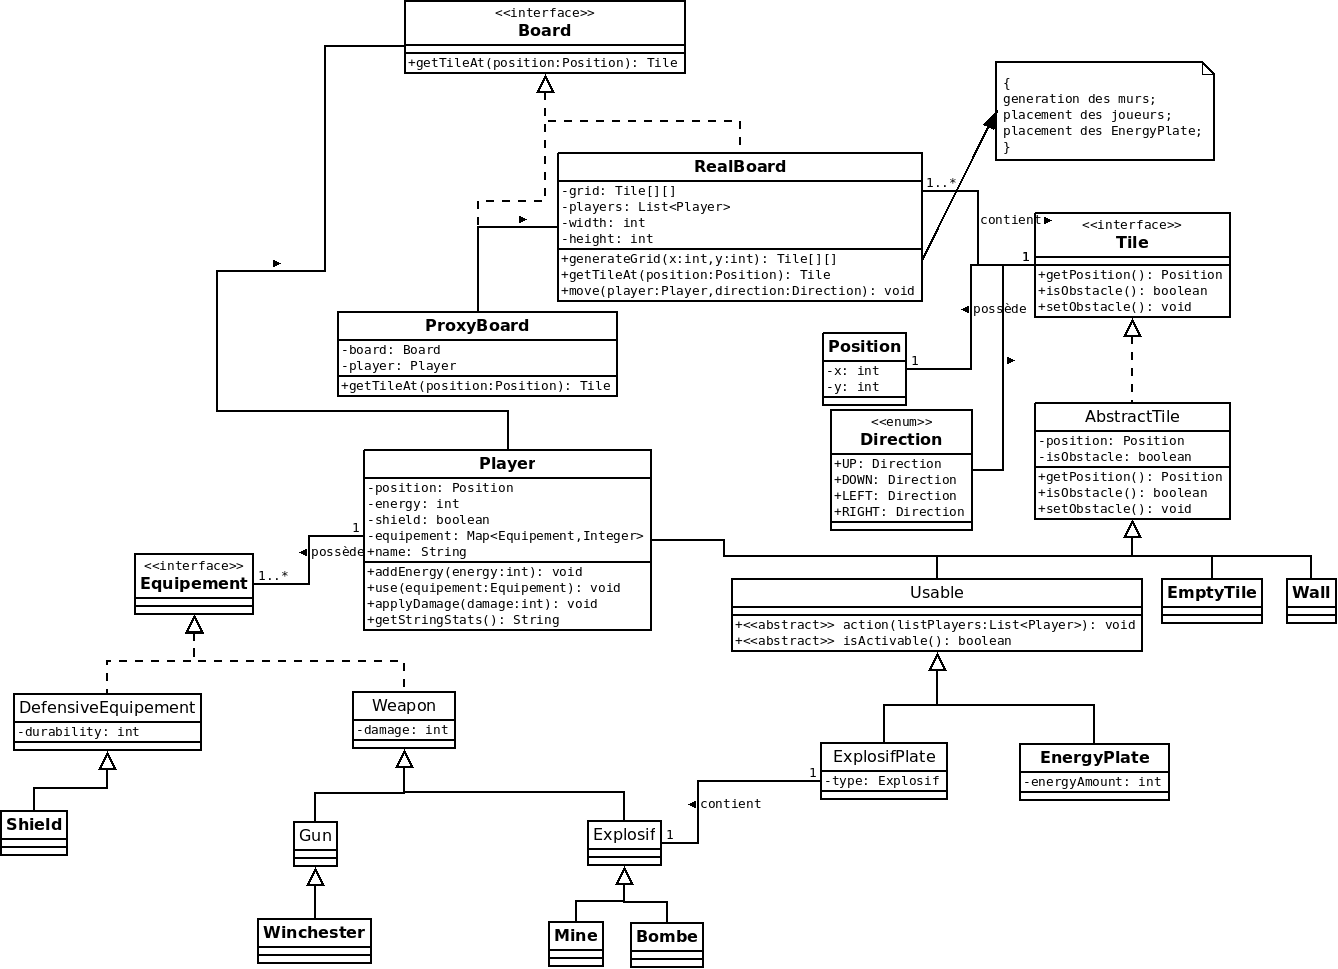 <<interface>>
Board
+getTileAt(position:Position): Tile
{
generation des murs;
placement des joueurs;
placement des EnergyPlate;
}
RealBoard
-grid: Tile[][]
-players: List<Player>
-width: int
-height: int
+generateGrid(x:int,y:int): Tile[][]
+getTileAt(position:Position): Tile
+move(player:Player,direction:Direction): void
1..*
contient
1
<<interface>>
Tile
+getPosition(): Position
+isObstacle(): boolean
+setObstacle(): void
possède
1
ProxyBoard
-board: Board
-player: Player
+getTileAt(position:Position): Tile
Position
-x: int
-y: int
<<enum>>
Direction
+UP: Direction
+DOWN: Direction
+LEFT: Direction
+RIGHT: Direction
AbstractTile
-position: Position
-isObstacle: boolean
+getPosition(): Position
+isObstacle(): boolean
+setObstacle(): void
Player
-position: Position
-energy: int
-shield: boolean
-equipement: Map<Equipement,Integer>
+name: String
+addEnergy(energy:int): void
+use(equipement:Equipement): void
+applyDamage(damage:int): void
+getStringStats(): String
1
possède
1..*
<<interface>>
Equipement
Usable
+<<abstract>> action(listPlayers:List<Player>): void
+<<abstract>> isActivable(): boolean
EmptyTile
Wall
DefensiveEquipement
-durability: int
Weapon
-damage: int
ExplosifPlate
-type: Explosif
EnergyPlate
-energyAmount: int
1
contient
1
Shield
Gun
Explosif
Winchester
Mine
Bombe